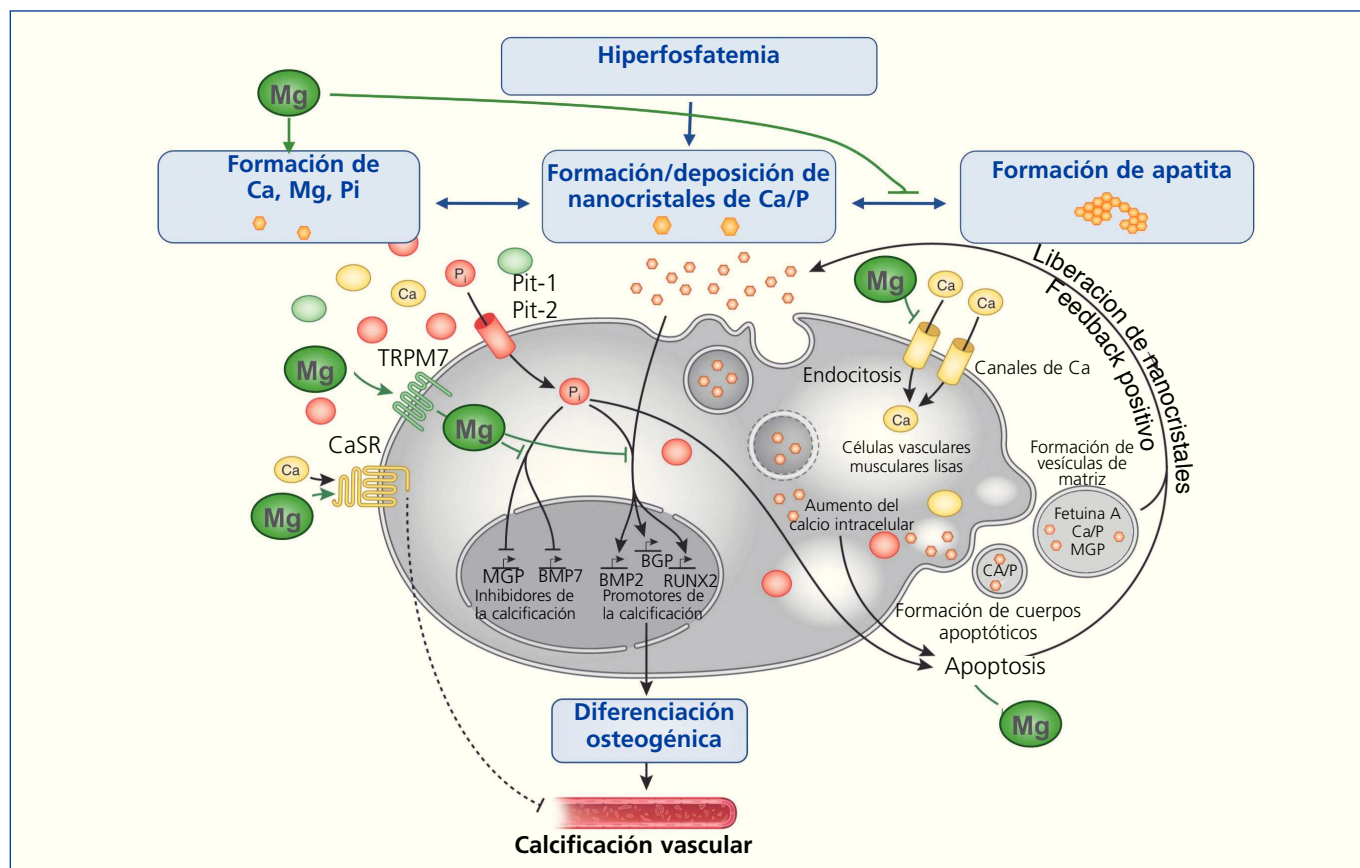 Hiperfosfatemia
Mg
Formación de
Ca, Mg, Pi
Formación/deposición de
nanocristales de Ca/P
Formación de apatita
Liberacion de nanocristales
Feedback positivo
Pi
Pit-1
Pit-2
Ca
Mg
Ca
Ca
TRPM7
Mg
Endocitosis
Canales de Ca
Pi
Mg
Ca
CaSR
Ca
Mg
Células vasculares
musculares lisas
Formación de
vesículas de
matriz
Aumento del
calcio intracelular
Fetuina A
Ca/P
MGP
MGP
BMP7
BMP2
BGP
RUNX2
CA/P
Inhibidores de
la calcificación
Promotores de
la calcificación
Formación de cuerpos
apoptóticos
Apoptosis
Mg
Diferenciación
osteogénica
Calcificación vascular